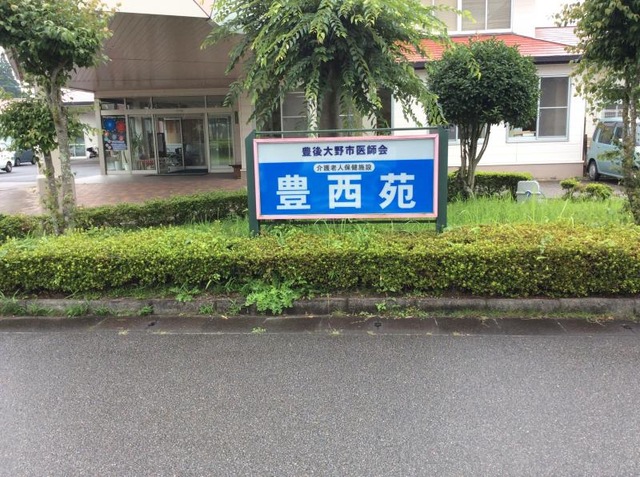 豊後大野市医師会
介護老人保健施設
豊西苑